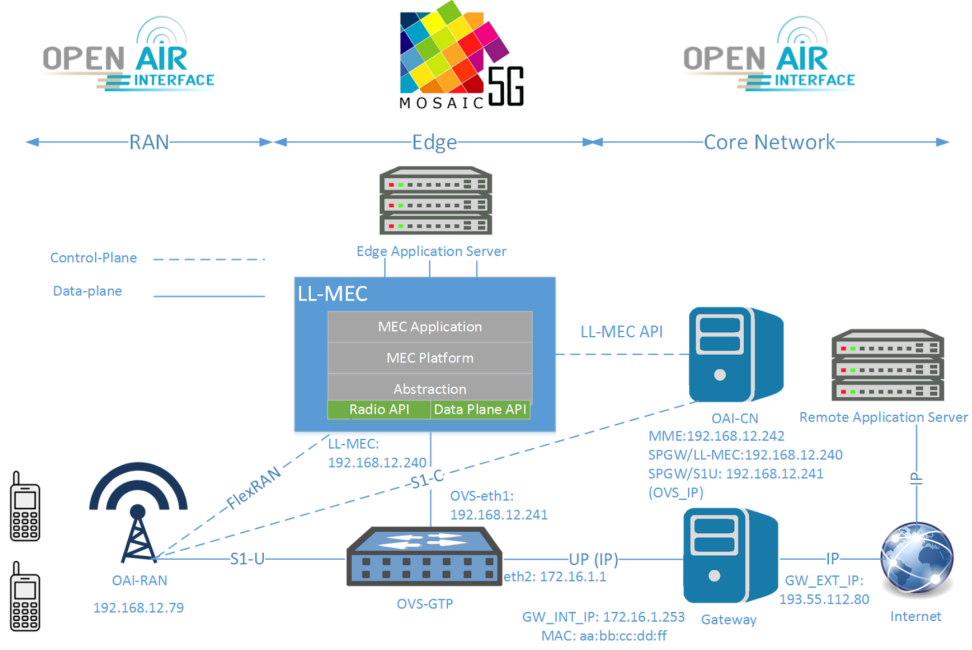 OPEN AIR
INTERFACE
MOSAIC 5G
OPEN AIR
INTERFACE
RAN
Edge
Core Network
Edge Application Server
Control-Plane
Data-plane
LL-MEC
MEC Application
MEC Platform
Abstraction
Radio API
Data Plane API
LL-MEC API
OAI-CN
MME:192.168.12.242
SPGW/LL-MEC:192.168.12.240
SPGW/S1U: 192.168.12.241
(OVS_IP)
Remote Application Server
LL-MEC:
192.168.12.240
FlexRAN
S1-C
IP
OVS-eth1:
192.168.12.241
S1-U
UP (IP)
IP
OAI-RAN
192.168.12.79
eth2: 172.16.1.1
OVS-GTP
GW_INT_IP: 172.16.1.253
MAC: aa:bb:cc:dd:ff
Gateway
GW_EXT_IP:
193.55.112.80
Internet